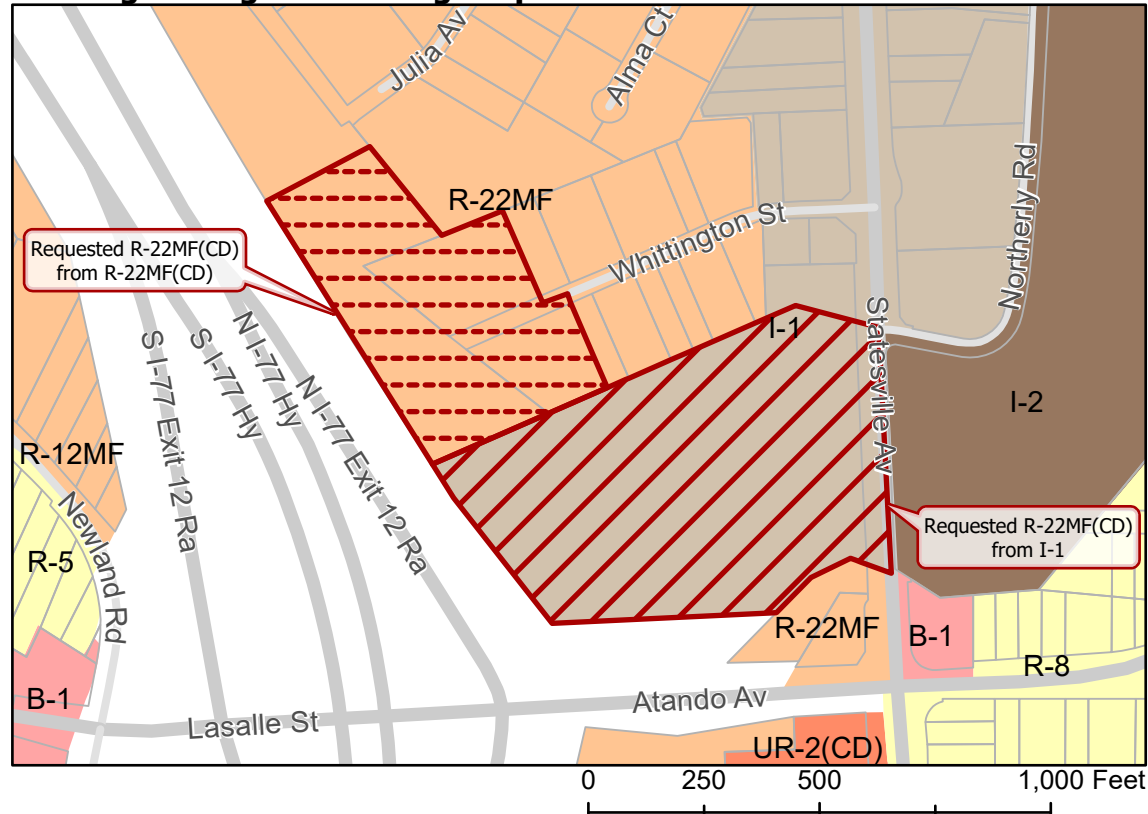 Julia Av
Alma Ct
R-22MF
Northerly Rd
Requested R-22MF(CD)
from R-22MF(CD)
Whittington St
I-1
Statesville Av
S I-77 Exit 12 Ra
S I-77 Hy
N I-77 Hy
N I-77 Exit 12 Ra
I-2
R-12MF
Newland Rd
Requested R-22MF(CD)
from I-1
R-5
R-22MF
B-1
R-8
B-1
Lasalle St
Atando Av
UR-2(CD)
0 250 500 1,000 Feet